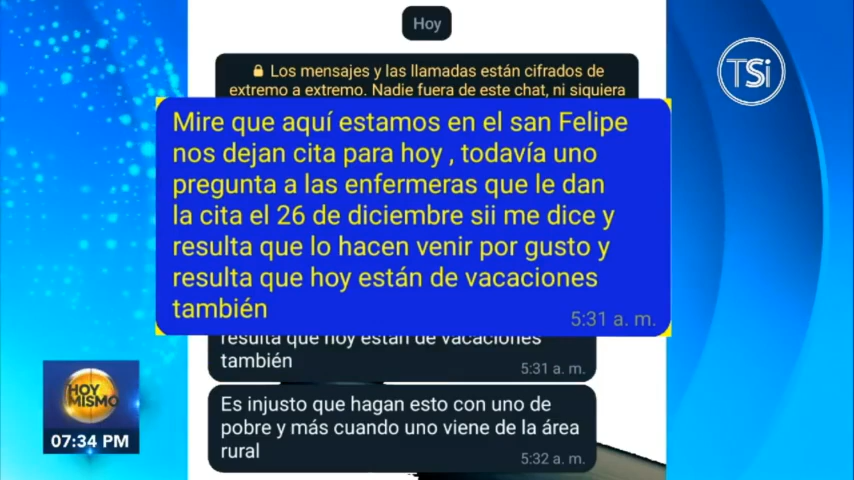 Hoy
TSi
Los mensajes y las llamadas están cifrados de
extremo a extremo. Nadie fuera de este chat, ni siquiera
Mire que aquí estamos en el san Felipe
nos dejan cita para hoy , todavía uno
pregunta a las enfermeras que le dan
la cita el 26 de diciembre sii me dice y
resulta que lo hacen venir por gusto y
resulta que hoy están de vacaciones
también
5:31 a. m.
resulta que hoy están de vacaciones
también
5:31 a. m.
Es injusto que hagan esto con uno de
pobre y más cuando uno viene de la área
rural
5:32 a. m.
HOY
MISMO
07:34 PM